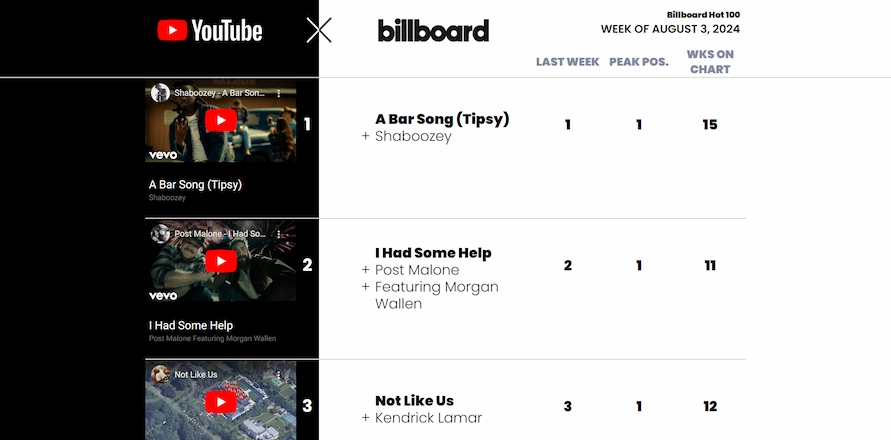 YouTube
billboard
Billboard Hot 100
WEEK OF AUGUST 3, 2024
LAST WEEK PEAK POS. WKS ON CHART
Shaboozey - A Bar Son...
vevo
1
A Bar Song (Tipsy)
Shaboozey
A Bar Song (Tipsy)
+ Shaboozey
1 1 15
Post Malone - I Had So...
vevo
2
I Had Some Help
Post Malone Featuring Morgan Wallen
I Had Some Help
+ Post Malone
+ Featuring Morgan
Wallen
2 1 11
Not Like Us
3
Not Like Us
+ Kendrick Lamar
3 1 12